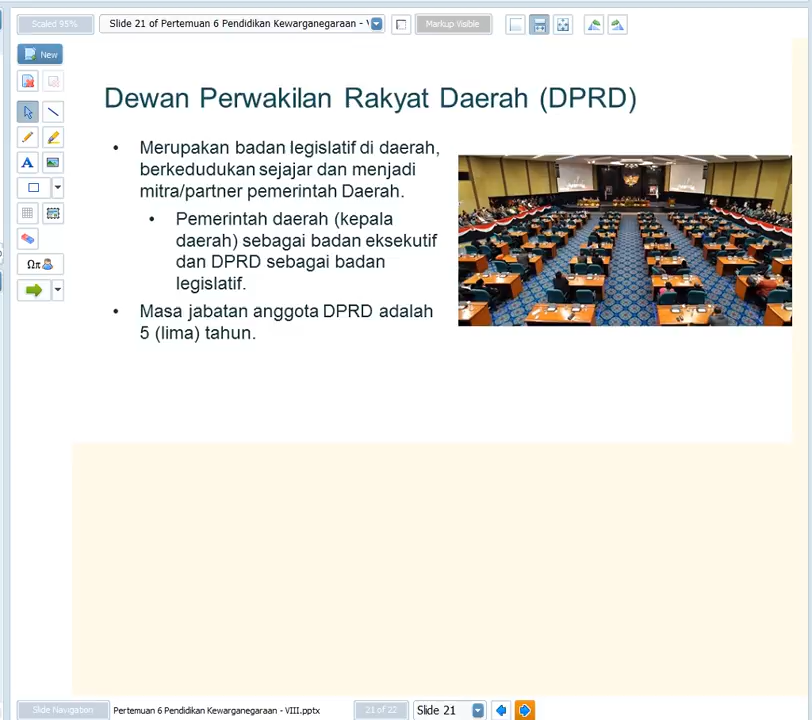 Scaled 95%
Slide 21 of Pertemuan 6 Pendidikan Kewarganegaraan - V
Markup Visible
New
A
Ωπ
Dewan Perwakilan Rakyat Daerah (DPRD)
• Merupakan badan legislatif di daerah,
berkedudukan sejajar dan menjadi
mitra/partner pemerintah Daerah.
• Pemerintah daerah (kepala
daerah) sebagai badan eksekutif
dan DPRD sebagai badan
legislatif.
• Masa jabatan anggota DPRD adalah
5 (lima) tahun.
Slide Navigation
Pertemuan 6 Pendidikan Kewarganegaraan - VIII.pptx
21 of 22
Slide 21